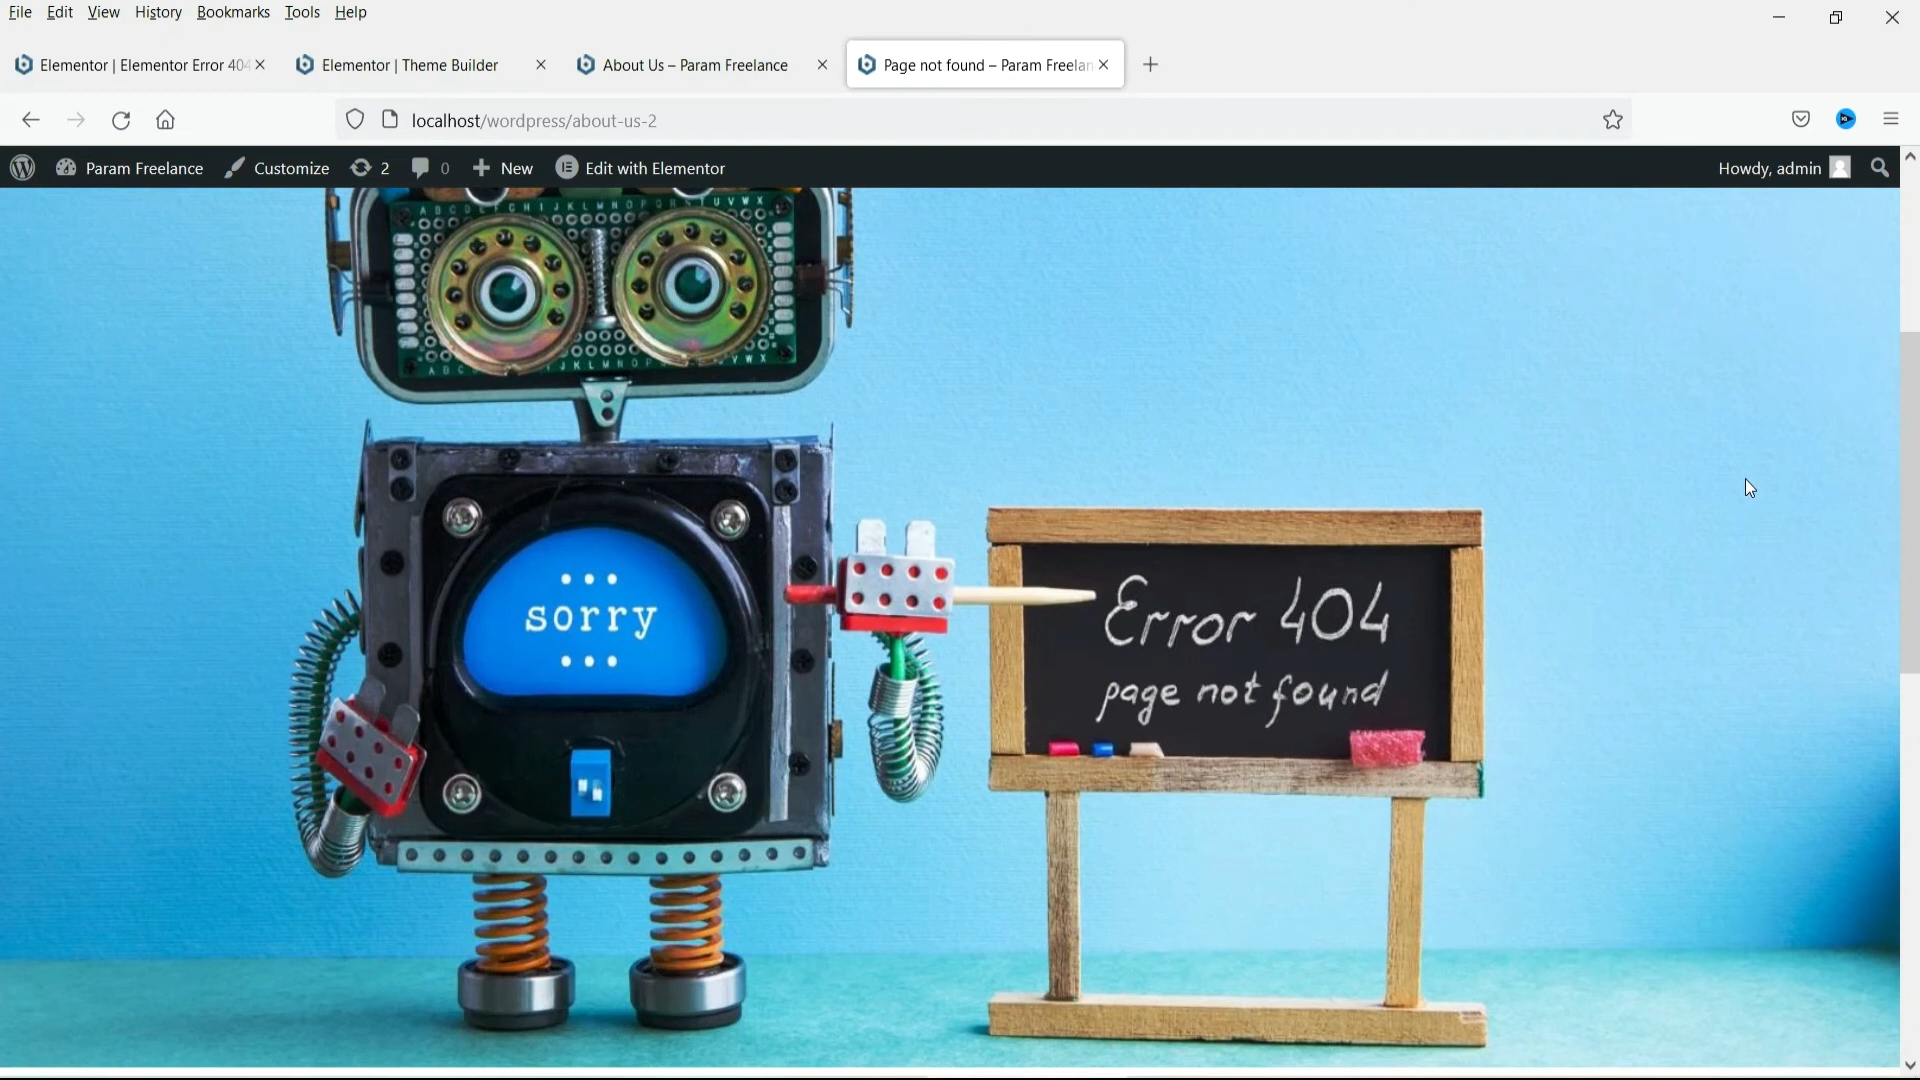 File Edit View History Bookmarks Tools Help
Elementor | Elementor Error 404
Elementor | Theme Builder
About Us – Param Freelance
Page not found – Param Freelan
localhost/wordpress/about-us-2
Param Freelance Customize 2 0 New Edit with Elementor Howdy, admin
A B C D E F G H I J K L M N O P Q R S T U V W X
sorry
Error 404
page not found